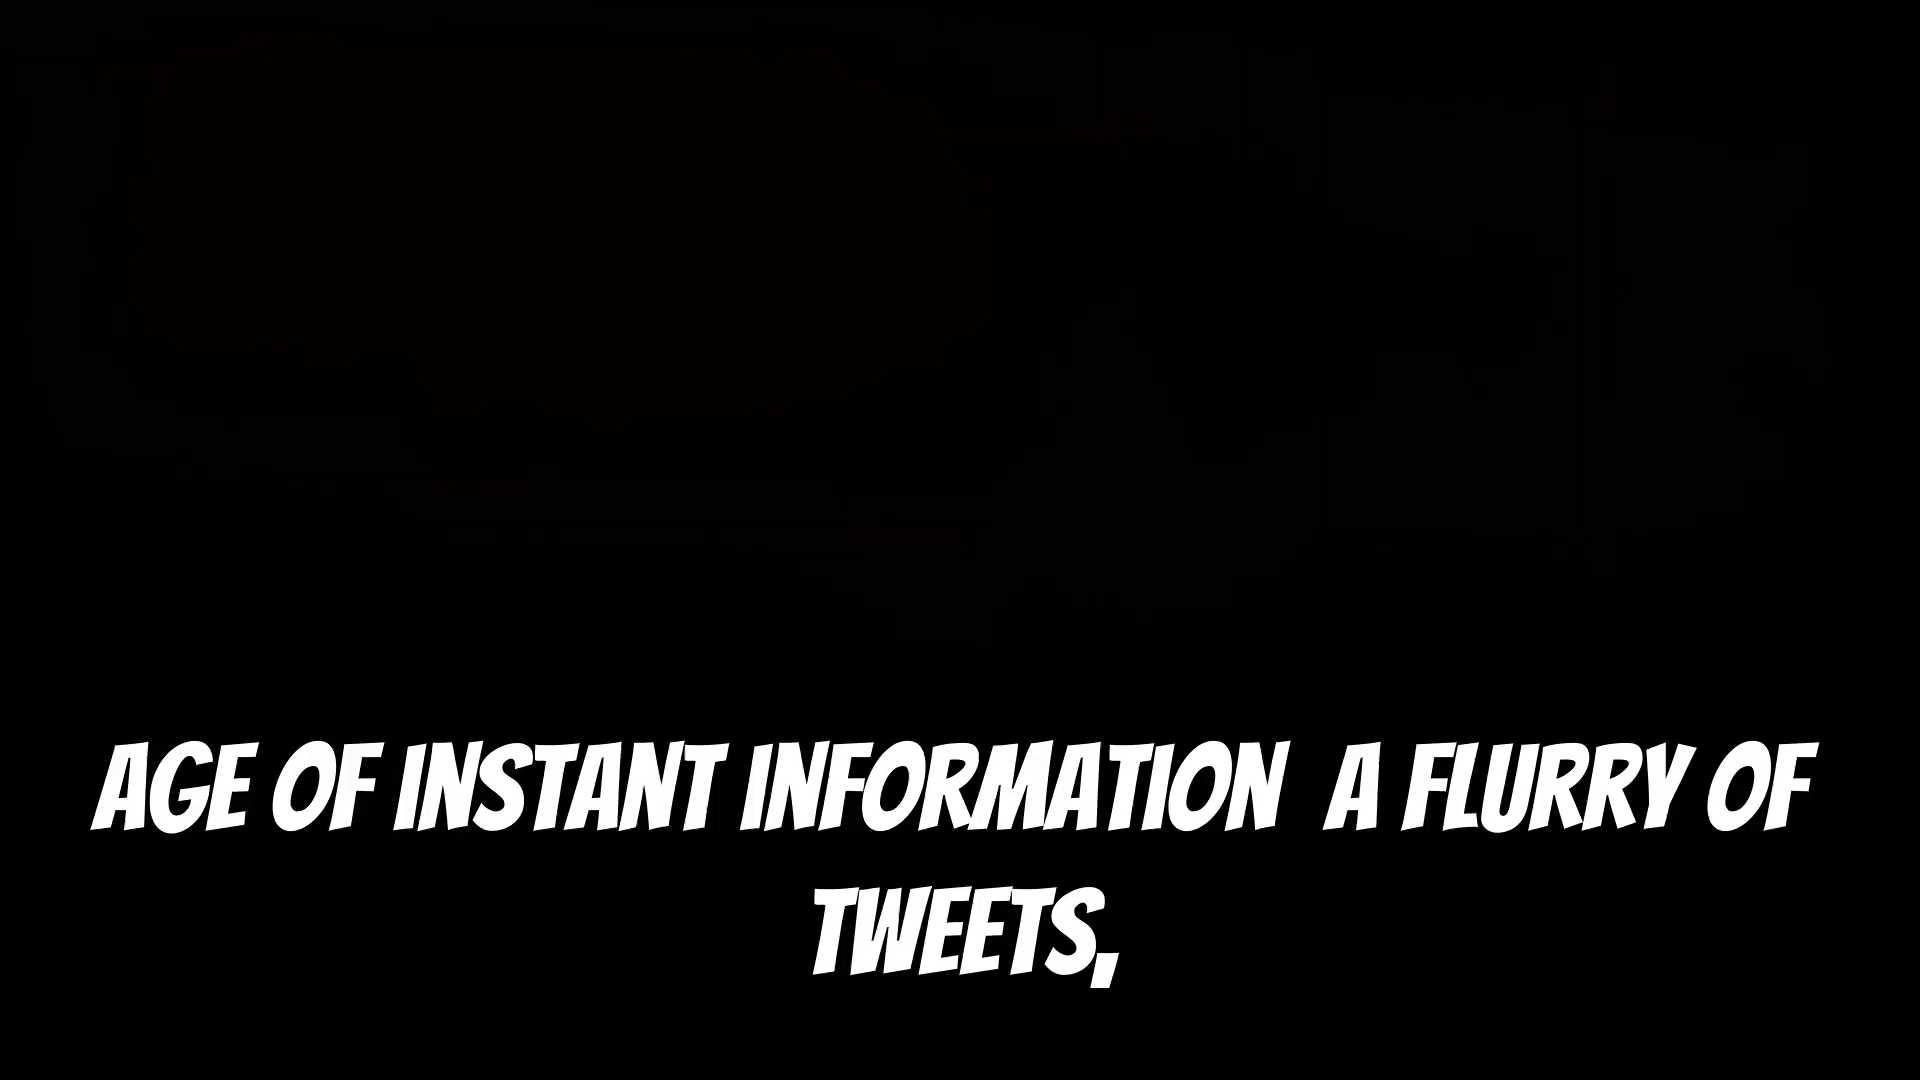 AGE OF INSTANT INFORMATION  A FLURRY OF
TWEETS,